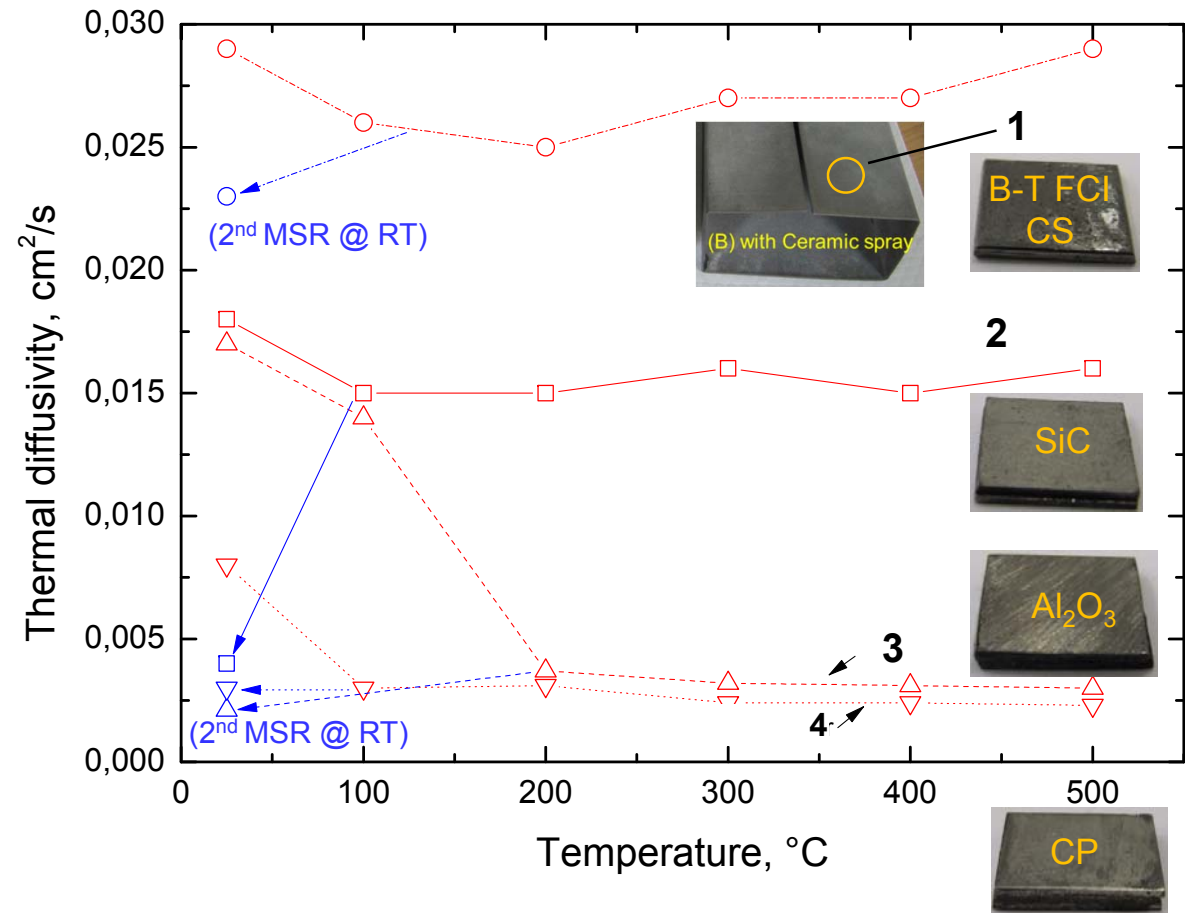 0,030
0,025
0,020
0,015
0,010
0,005
0,000
Thermal diffusivity, cm²/s
0
100
200
300
400
500
Temperature, °C
(2nd MSR @ RT)
(2nd MSR @ RT)
1
(B) with Ceramic spray
B-T FCI
CS
2
SiC
Al₂O₃
3
4
CP